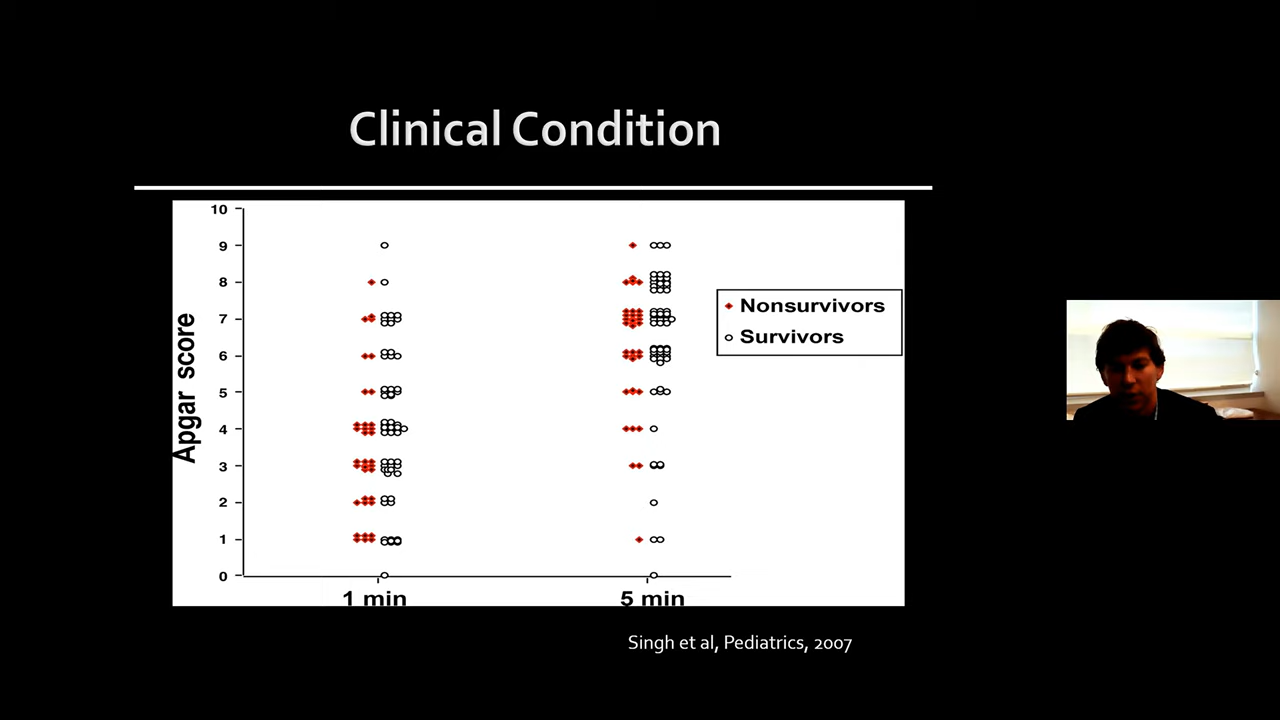 Clinical Condition
10
9
8
7
6
5
4
3
2
1
0
Apgar score
1 min
5 min
Nonsurvivors
Survivors
Singh et al, Pediatrics, 2007